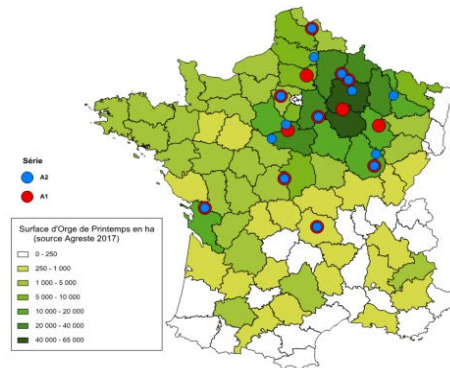 Série
A2
A1
Surface d'Orge de Printemps en ha
(source Agreste 2017)
0 - 250
250 - 1 000
1 000 - 5 000
5 000 - 10 000
10 000 - 20 000
20 000 - 40 000
40 000 - 65 000